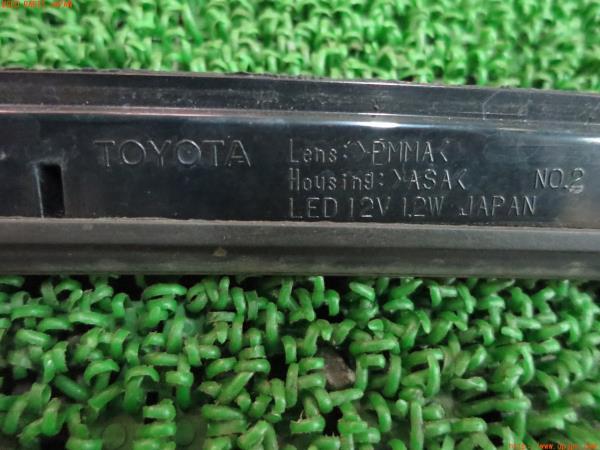 TOYOTA
Lens:>PMMA<
Housing:>ASA< NO.2
LED 12V 1.2W JAPAN